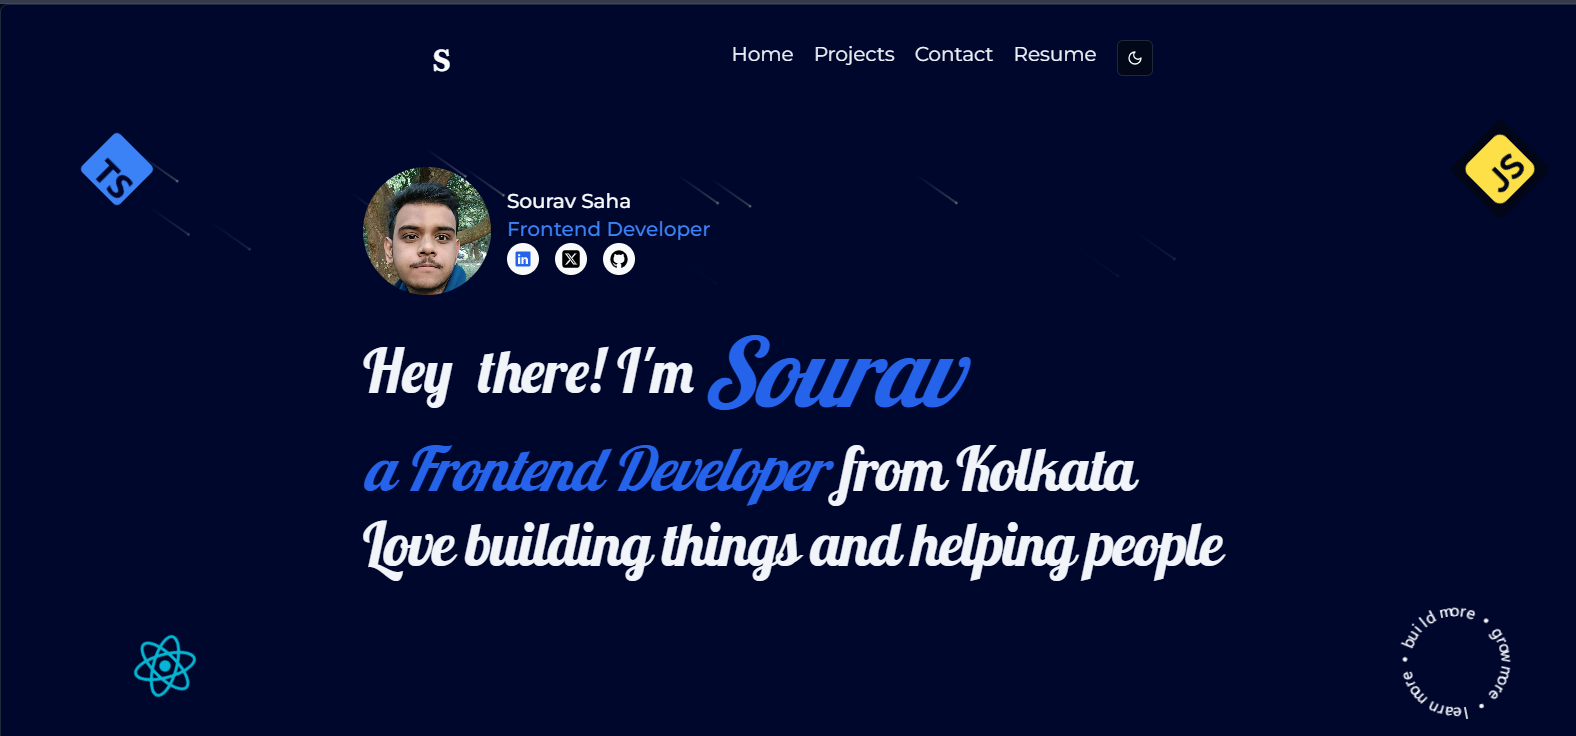 S
Home Projects Contact Resume
TS
JS
Sourav Saha
Frontend Developer
in X
Hey there! I'm Sourav
a Frontend Developer from Kolkata
Love building things and helping people
build more • grow more • learn more •